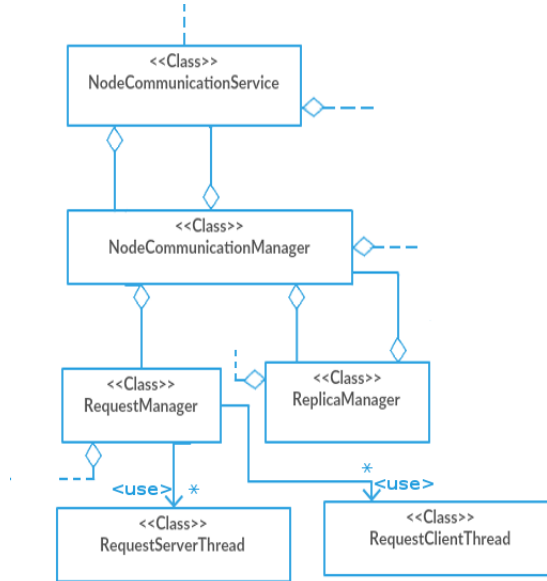 <<Class>>
NodeCommunicationService
<<Class>>
NodeCommunicationManager
<<Class>>
RequestManager
<<Class>>
ReplicaManager
<use> *
*
<use>
<<Class>>
RequestServerThread
<<Class>>
RequestClientThread